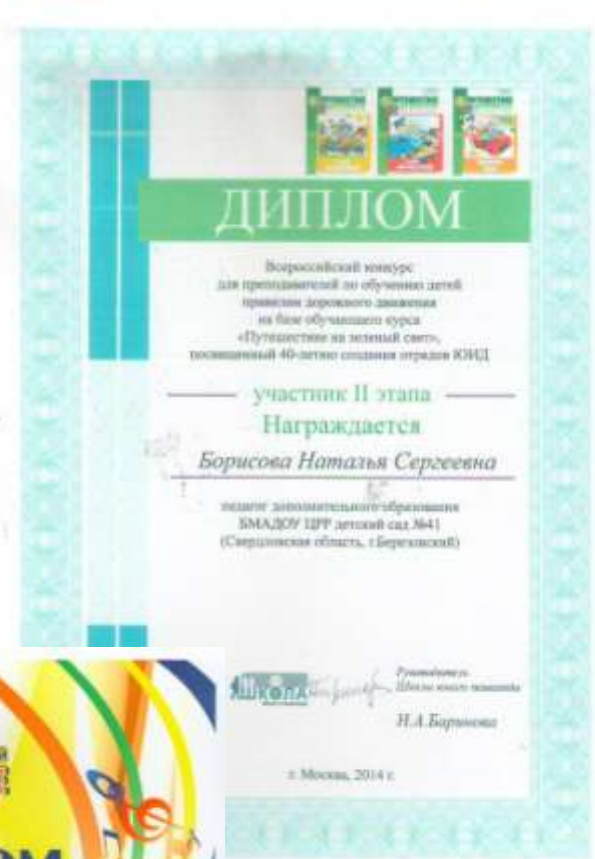 ДИПЛОМ
Всероссийский конкурс
для преподавателей по обучению детей
правилам дорожного движения
на базе обучающего курса
«Путешествие на зеленый свет»,
посвященный 40-летию создания отрядов ЮИД
участник II этапа
Награждается
Борисова Наталья Сергеевна
педагог дополнительного образования
БМАДОУ ЦРР детский сад №41
(Свердловская область, г.Березовский)
ШКОЛА
Руководитель
Школы юного
Н.А.Баринова
г. Москва, 2014 г.